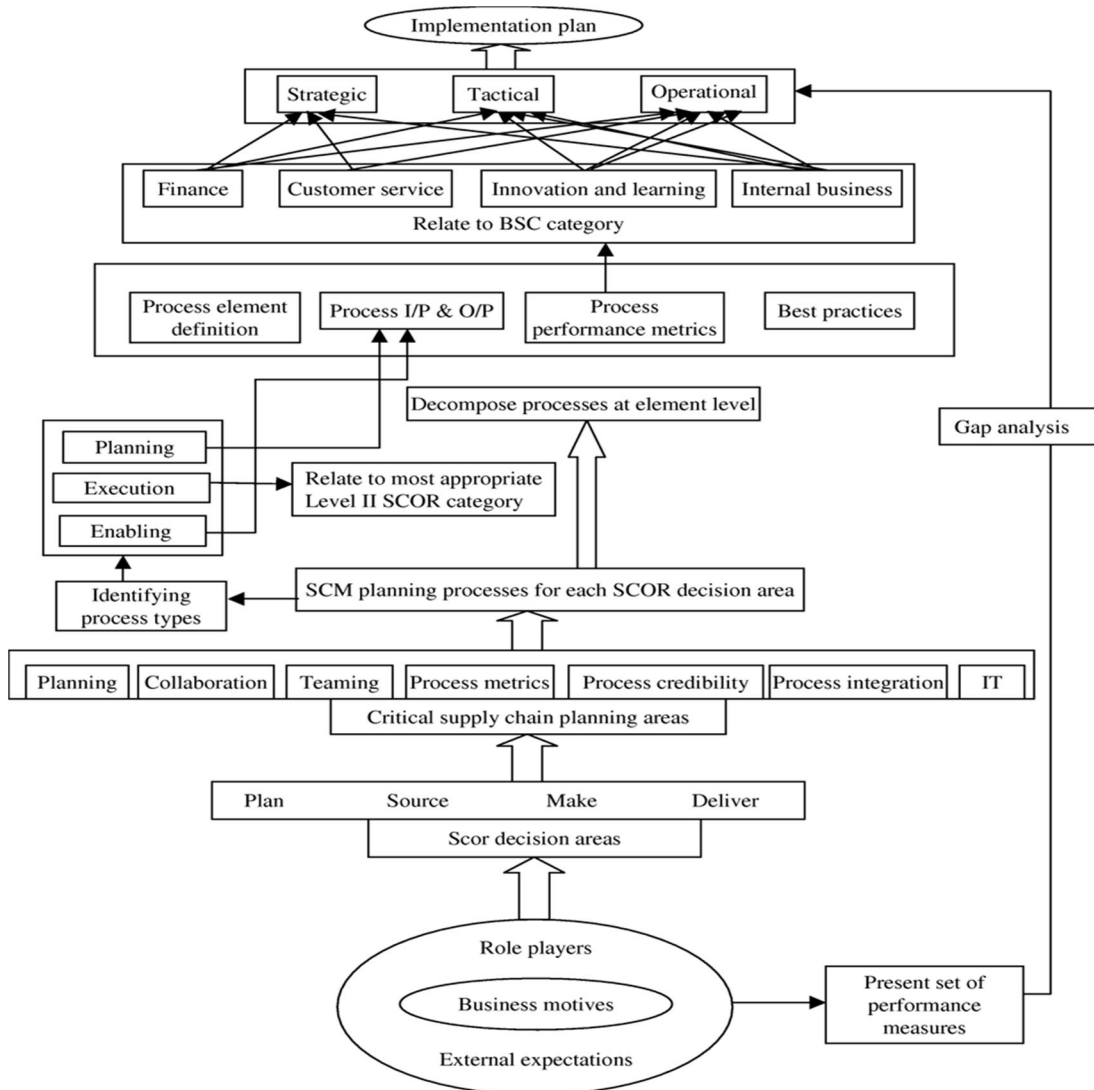 Implementation plan
Strategic
Tactical
Operational
Finance
Customer service
Innovation and learning
Internal business
Relate to BSC category
Process element
definition
Process I/P & O/P
Process
performance metrics
Best practices
Decompose processes at element level
Gap analysis
Planning
Execution
Enabling
Relate to most appropriate
Level II SCOR category
Identifying
process types
SCM planning processes for each SCOR decision area
Planning
Collaboration
Teaming
Process metrics
Process credibility
Process integration
IT
Critical supply chain planning areas
Plan
Source
Make
Deliver
Scor decision areas
Role players
Business motives
External expectations
Present set of
performance
measures